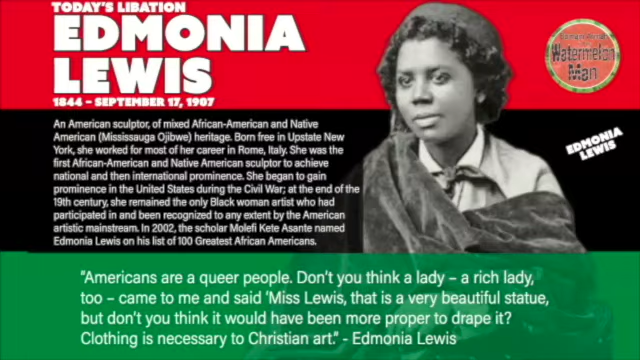 TODAY'S LIBATION
EDMONIA
LEWIS
1844 – SEPTEMBER 17, 1907
An American sculptor, of mixed African-American and Native
American (Mississauga Ojibwe) heritage. Born free in Upstate New
York, she worked for most of her career in Rome, Italy. She was the
first African-American and Native American sculptor to achieve
national and then international prominence. She began to gain
prominence in the United States during the Civil War; at the end of the
19th century, she remained the only Black woman artist who had
participated in and been recognized to any extent by the American
artistic mainstream. In 2002, the scholar Molefi Kete Asante named
Edmonia Lewis on his list of 100 Greatest African Americans.
Watermelon
Man
EDMONIA
LEWIS
"Americans are a queer people. Don't you think a lady – a rich lady,
too – came to me and said 'Miss Lewis, that is a very beautiful statue,
but don't you think it would have been more proper to drape it?
Clothing is necessary to Christian art." - Edmonia Lewis